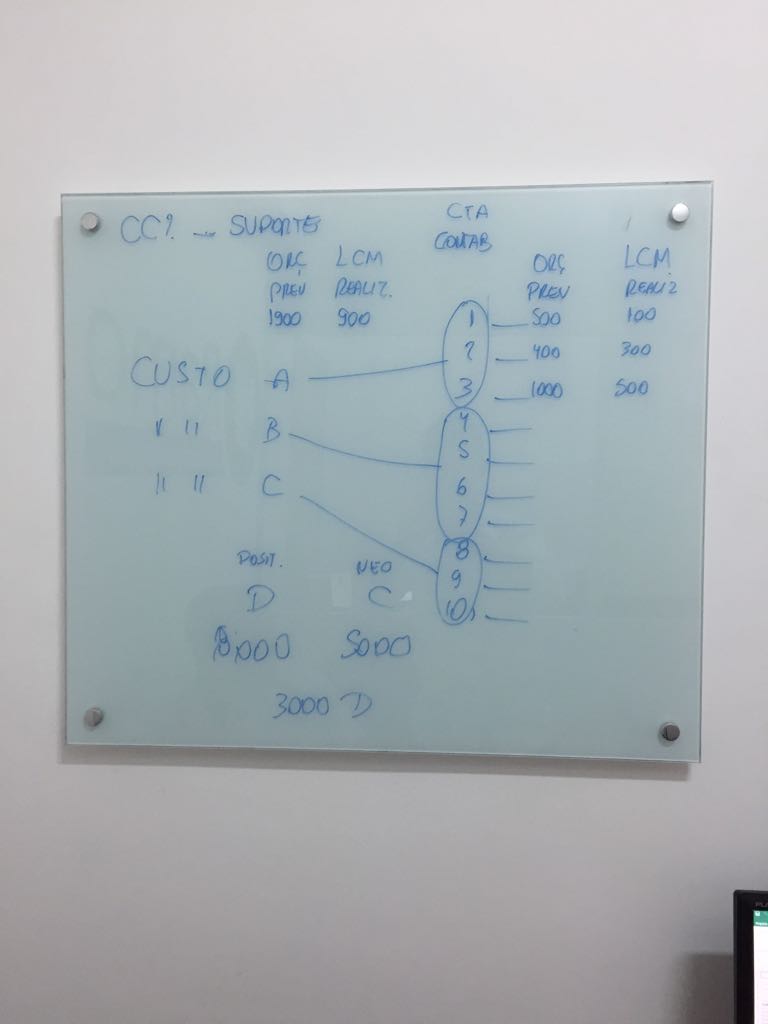 CC1. — SUPORTE
CTA
CONTAB
ORÇ LCM
PREV REALIZ.
1900 900
ORÇ LCM.
PREV REALIZ
1 — 500 100
2 — 400 300
3 — 1000 500
CUSTO A
4 —
" " B
5 —
6 —
" " C
7 —
8 —
9 —
10 —
POSIT. NEG
D C
8.000 5000
3000 D